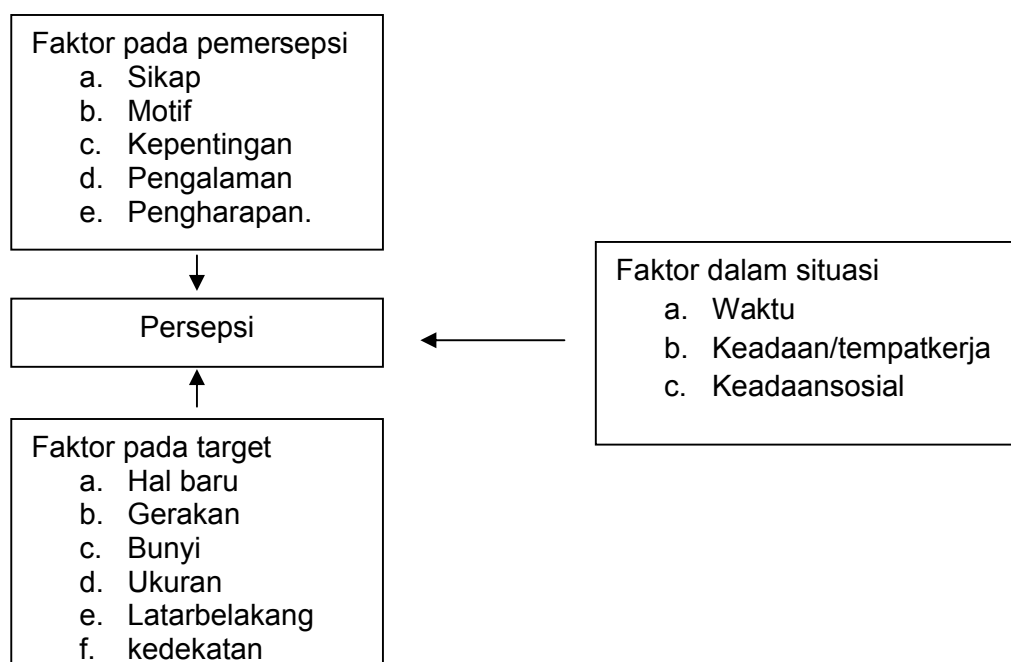 Faktor pada pemersepsi
a. Sikap
b. Motif
c. Kepentingan
d. Pengalaman
e. Pengharapan.
Persepsi
Faktor pada target
a. Hal baru
b. Gerakan
c. Bunyi
d. Ukuran
e. Latarbelakang
f. kedekatan
Faktor dalam situasi
a. Waktu
b. Keadaan/tempatkerja
c. Keadaansosial